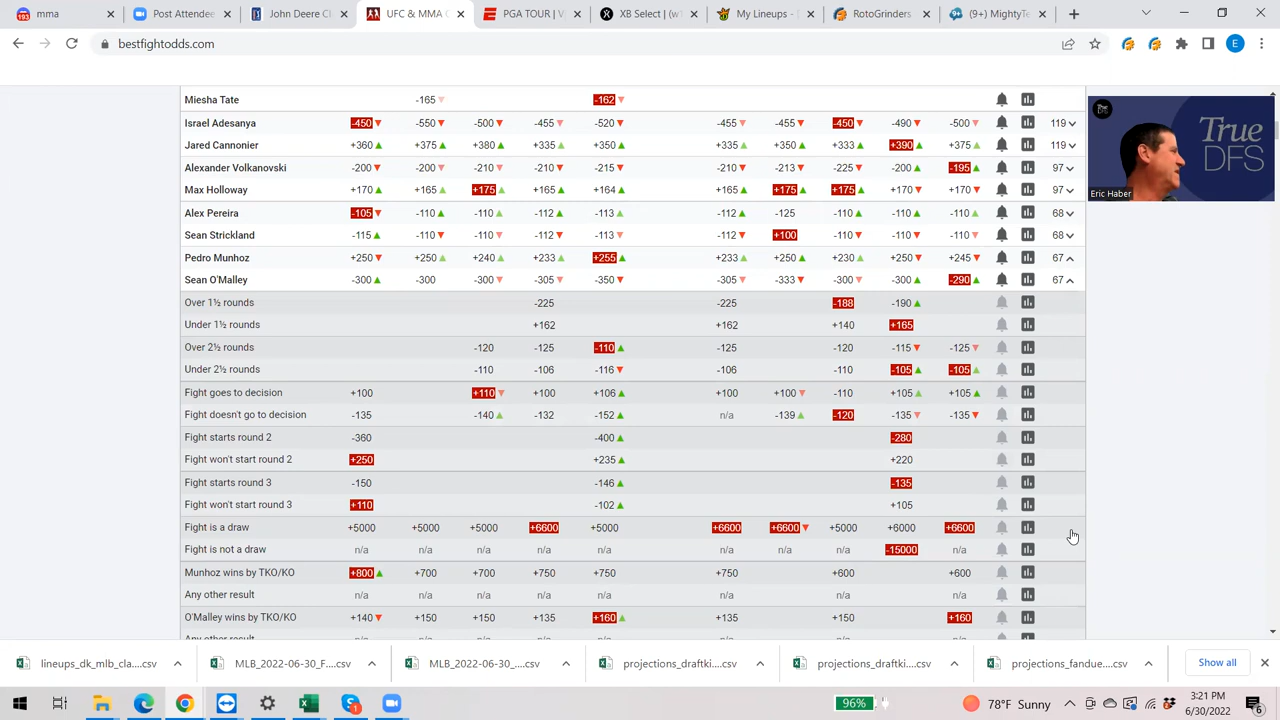 193
mma
Post Attendee
John Deere Cl
UFC & MMA O
PGA TOUR | V
XB Select | (w1
My Lineups - D
RotoGrinders
(9+) MightyTe
bestfightodds.com
E
Miesha Tate -165 -162
Israel Adesanya -450 -550 -500 -455 -520 -455 -455 -450 -490 -500 119
Jared Cannonier +360 +375 +380 +360 +350 +335 +350 +333 +390 +375 119
Alexander Volkanovski -200 -200 -210 -210 -215 -210 -213 -225 -200 -195 97
Max Holloway +170 +165 +175 +165 +164 +165 +175 +175 +170 +170 97
Alex Pereira -105 -110 -110 -112 -113 -112 -125 -110 -110 -110 68
Sean Strickland -115 -110 -110 -112 -113 -112 +100 -110 -110 -110 68
Pedro Munhoz +250 +250 +240 +233 +255 +233 +250 +230 +250 +245 67
Sean O'Malley -300 -300 -300 -305 -350 -305 -333 -300 -300 -290 67
Over 1½ rounds -225 -225 -188 -190
Under 1½ rounds +162 +162 +140 +165
Over 2½ rounds -120 -125 -110 -125 -120 -115 -125
Under 2½ rounds -110 -106 -116 -106 -110 -105 -105
Fight goes to decision +100 +110 +100 +106 +100 +100 -110 +105 +105
Fight doesn't go to decision -135 -140 -132 -152 n/a -139 -120 -135 -135
Fight starts round 2 -360 -400 -280
Fight won't start round 2 +250 +235 +220
Fight starts round 3 -150 -146 -135
Fight won't start round 3 +110 -102 +105
Fight is a draw +5000 +5000 +5000 +6600 +5000 +6600 +6600 +5000 +6000 +6600
Fight is not a draw n/a n/a n/a n/a n/a n/a n/a n/a -15000 n/a
Munhoz wins by TKO/KO +800 +700 +700 +750 +750 +750 +600 +600
Any other result n/a n/a n/a n/a n/a n/a n/a n/a
O'Malley wins by TKO/KO +140 +150 +150 +135 +160 +135 +150 +160
Any other result n/a n/a n/a n/a n/a n/a n/a n/a
True DFS
True
DFS
Eric Haber
lineups_dk_mlb_cla....csv
MLB_2022-06-30_F....csv
MLB_2022-06-30_....csv
projections_draftki....csv
projections_draftki....csv
projections_fandue....csv
Show all
96%
78°F Sunny
3:21 PM
6/30/2022
6